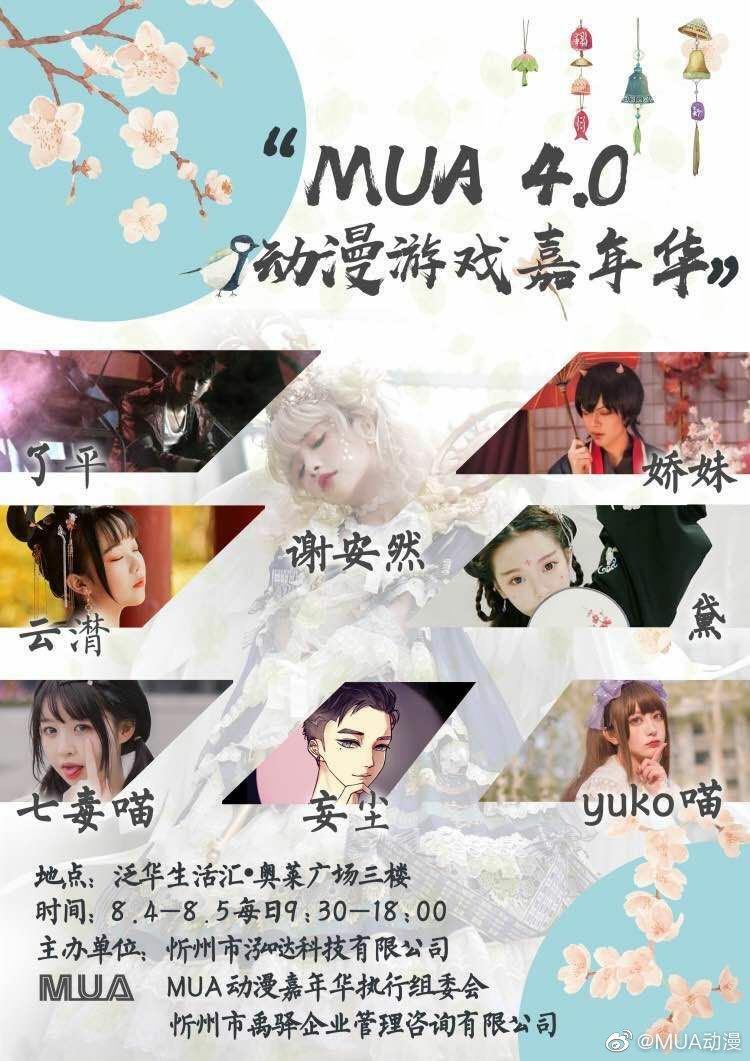 “MUA 4.0
动漫游戏嘉年华”
了平
娇妹
谢安然
云潸
黛
七毒喵
妄尘
yuko喵
地点：泛华生活汇•奥莱广场三楼
时间：8.4—8.5每日9:30—18:00
主办单位：忻州市泓哒科技有限公司
MUA MUA动漫嘉年华执行组委会
忻州市禹驿企业管理咨询有限公司
@MUA动漫